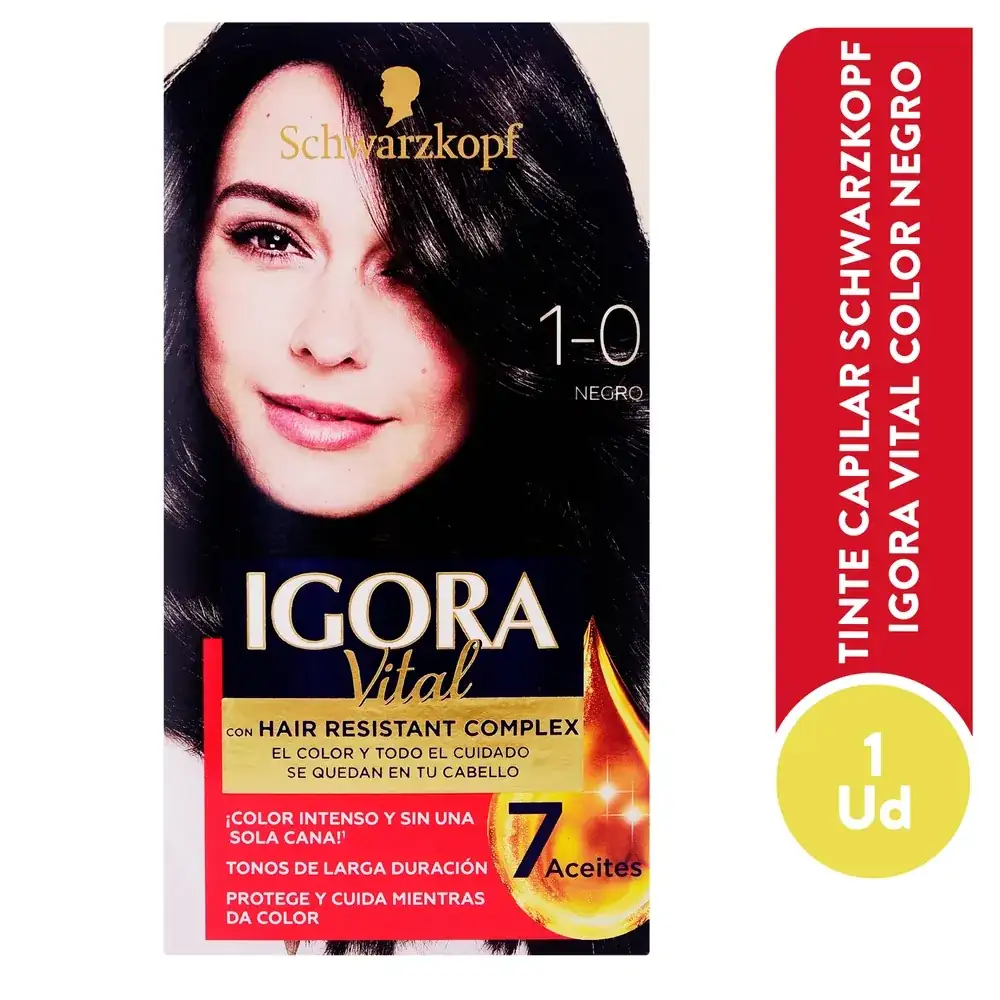 Schwarzkopf
1-0
NEGRO
IGORA
Vital
CON HAIR RESISTANT COMPLEX
EL COLOR Y TODO EL CUIDADO
SE QUEDAN EN TU CABELLO
¡COLOR INTENSO Y SIN UNA
SOLA CANA!¹
TONOS DE LARGA DURACIÓN
PROTEGE Y CUIDA MIENTRAS
DA COLOR
7 Aceites
TINTE CAPILAR SCHWARZKOPF
IGORA VITAL COLOR NEGRO
1
Ud